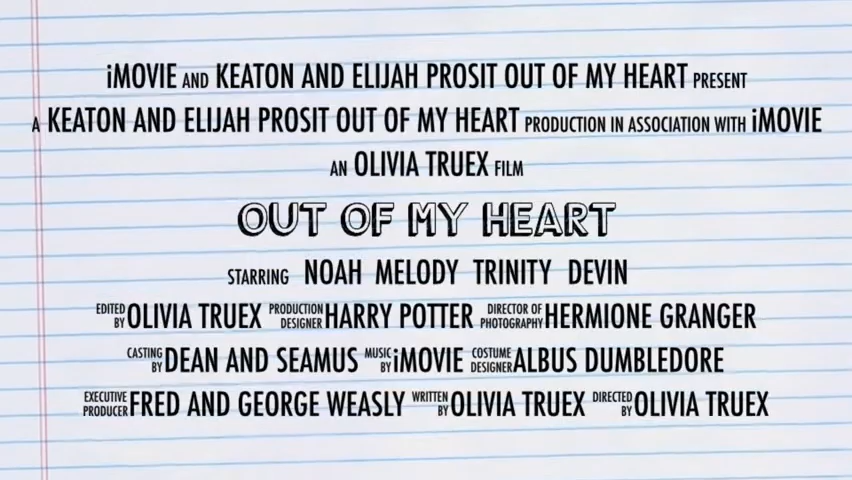 iMOVIE AND KEATON AND ELIJAH PROSIT OUT OF MY HEART PRESENT
A KEATON AND ELIJAH PROSIT OUT OF MY HEART PRODUCTION IN ASSOCIATION WITH iMOVIE
AN OLIVIA TRUEX FILM
OUT OF MY HEART
STARRING NOAH MELODY TRINITY DEVIN
EDITED BY OLIVIA TRUEX PRODUCTION DESIGNER HARRY POTTER DIRECTOR OF PHOTOGRAPHY HERMIONE GRANGER
CASTING BY DEAN AND SEAMUS MUSIC BY iMOVIE COSTUME DESIGNER ALBUS DUMBLEDORE
EXECUTIVE PRODUCER FRED AND GEORGE WEASLY WRITTEN BY OLIVIA TRUEX DIRECTED BY OLIVIA TRUEX